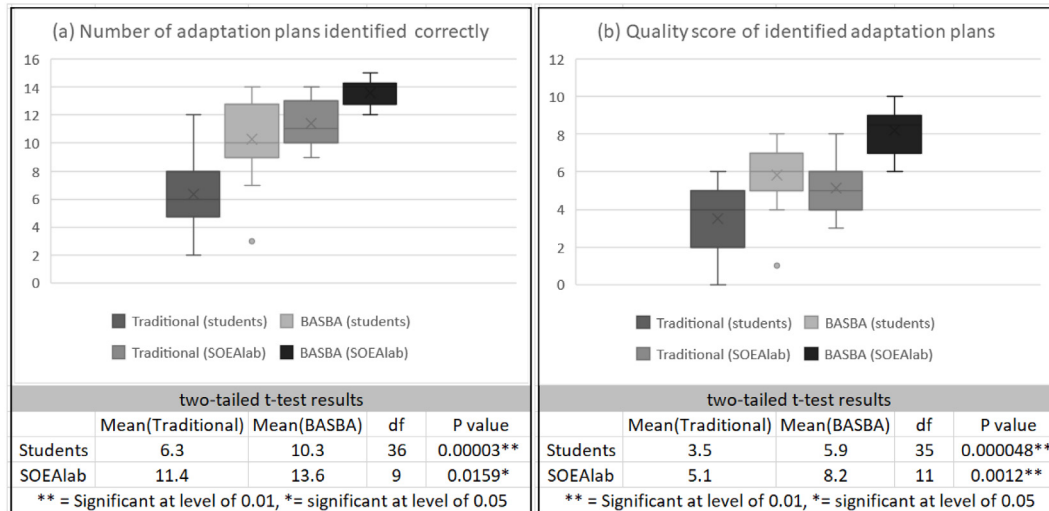 (a) Number of adaptation plans identified correctly
16
14
12
10
8
6
4
2
0
Traditional (students) BASBA (students)
Traditional (SOEAlab) BASBA (SOEAlab)
two-tailed t-test results
Mean(Traditional) Mean(BASBA) df P value
Students 6.3 10.3 36 0.00003**
SOEAlab 11.4 13.6 9 0.0159*
** = Significant at level of 0.01, *= significant at level of 0.05
(b) Quality score of identified adaptation plans
12
10
8
6
4
2
0
Traditional (students) BASBA (students)
Traditional (SOEAlab) BASBA (SOEAlab)
two-tailed t-test results
Mean(Traditional) Mean(BASBA) df P value
Students 3.5 5.9 35 0.000048**
SOEAlab 5.1 8.2 11 0.0012**
** = Significant at level of 0.01, *= significant at level of 0.05